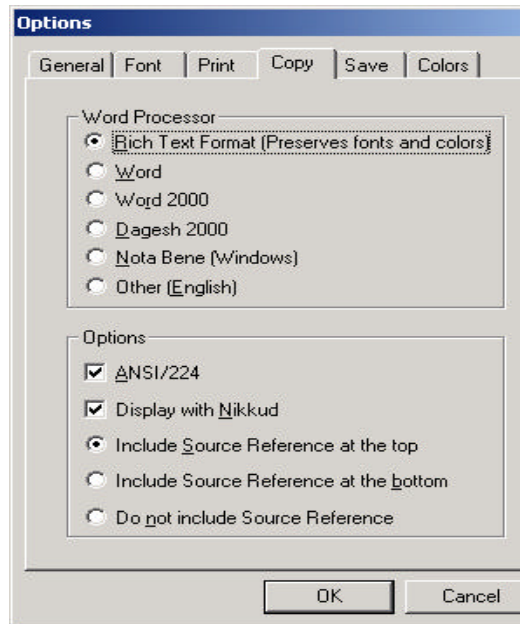 Options
General Font Print Copy Save Colors
Word Processor
Rich Text Format (Preserves fonts and colors)
Word
Word 2000
Dagesh 2000
Nota Bene (Windows)
Other (English)
Options
ANSI/224
Display with Nikkud
Include Source Reference at the top
Include Source Reference at the bottom
Do not include Source Reference
OK Cancel